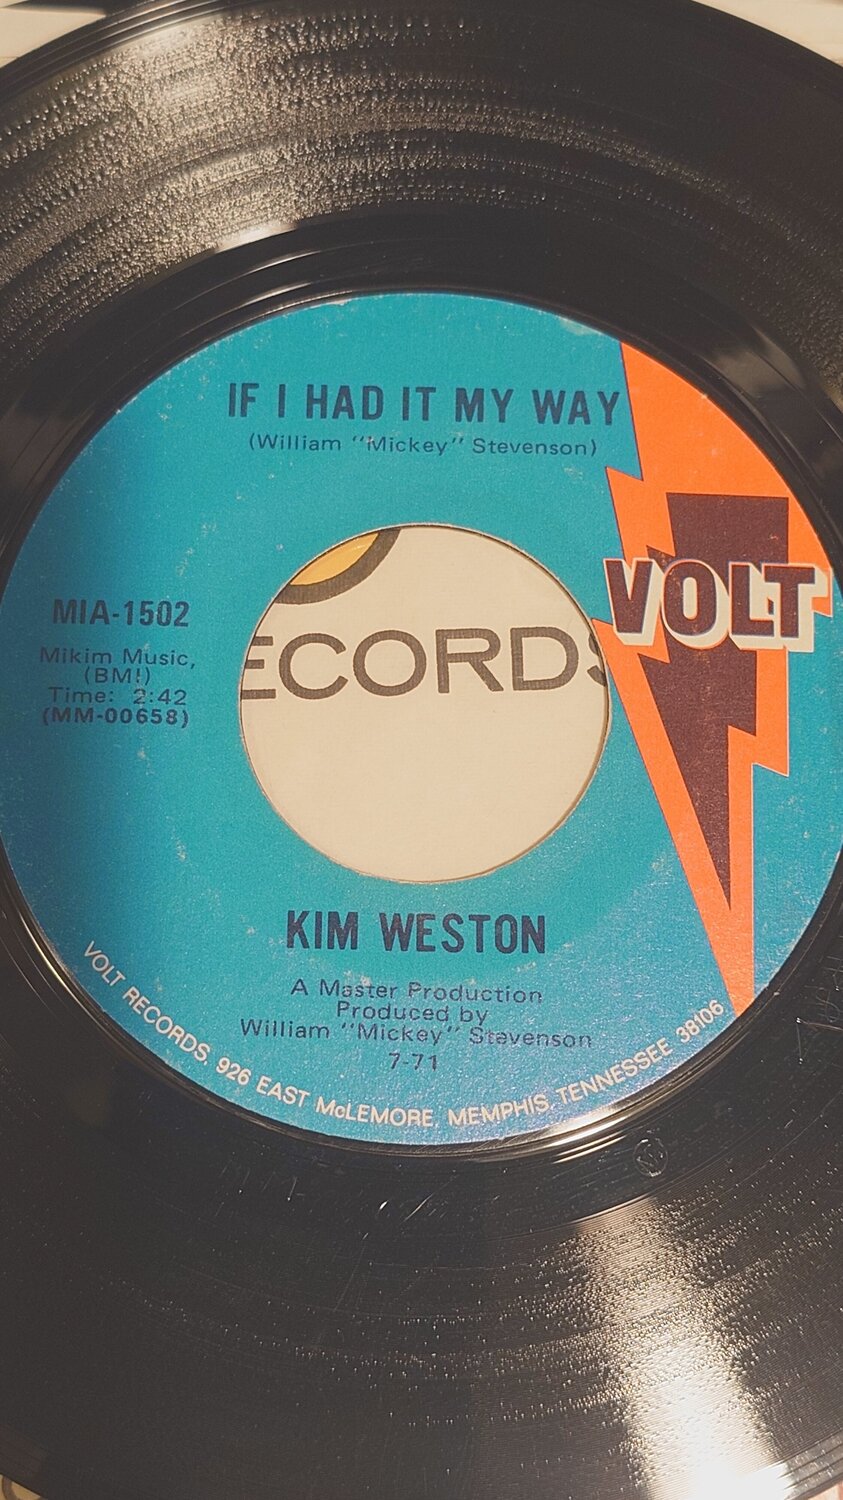 IF I HAD IT MY WAY
(William "Mickey" Stevenson)
VOLT
MIA-1502
Mikim Music,
(BMI)
Time: 2:42
(MM-00658)
ECORDS
KIM WESTON
A Master Production
Produced by
William "Mickey" Stevenson
7-71
VOLT RECORDS, 926 EAST McLEMORE, MEMPHIS, TENNESSEE 38106